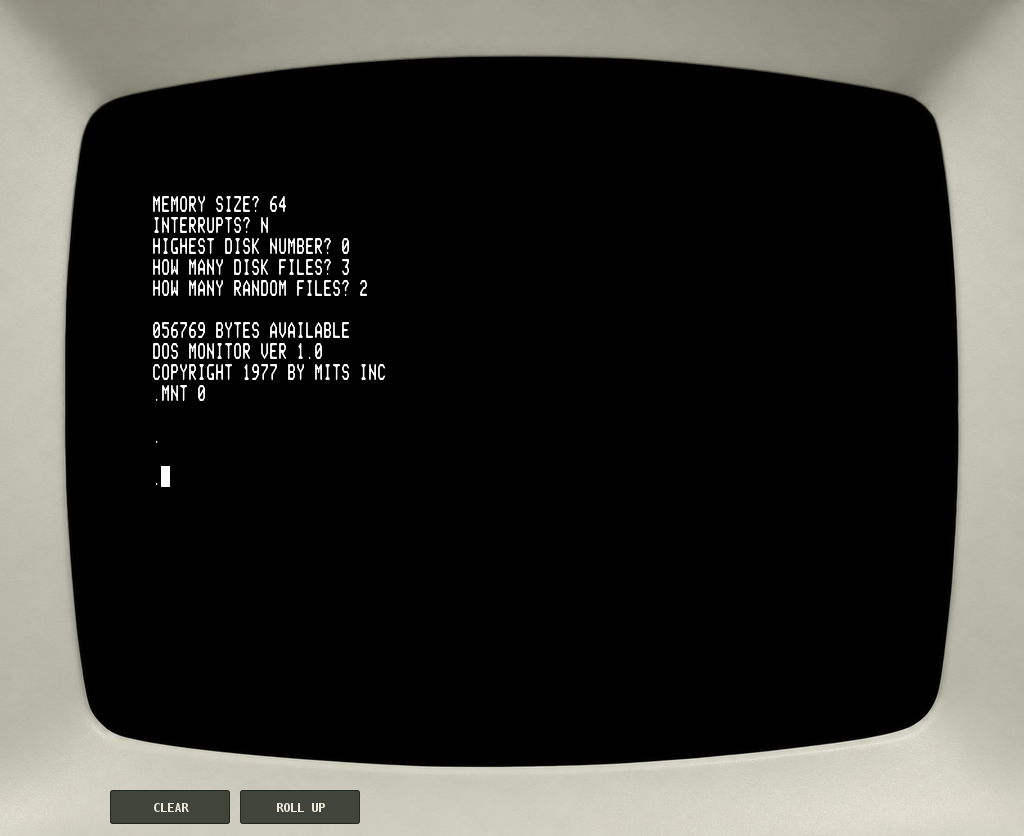 MEMORY SIZE? 64
INTERRUPTS? N
HIGHEST DISK NUMBER? 0
HOW MANY DISK FILES? 3
HOW MANY RANDOM FILES? 2

056769 BYTES AVAILABLE
DOS MONITOR VER 1.0
COPYRIGHT 1977 BY MITS INC
.MNT 0

.

.
CLEAR
ROLL UP